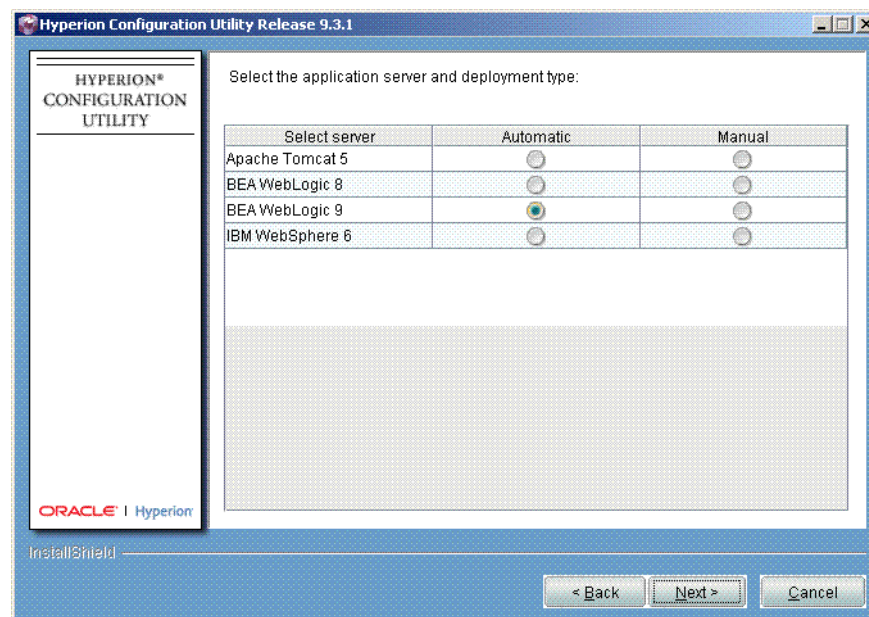 Hyperion Configuration Utility Release 9.3.1
HYPERION®
CONFIGURATION
UTILITY
Select the application server and deployment type:
Select server Automatic Manual
Apache Tomcat 5
BEA WebLogic 8
BEA WebLogic 9
IBM WebSphere 6
ORACLE® | Hyperion
InstallShield
< Back Next > Cancel